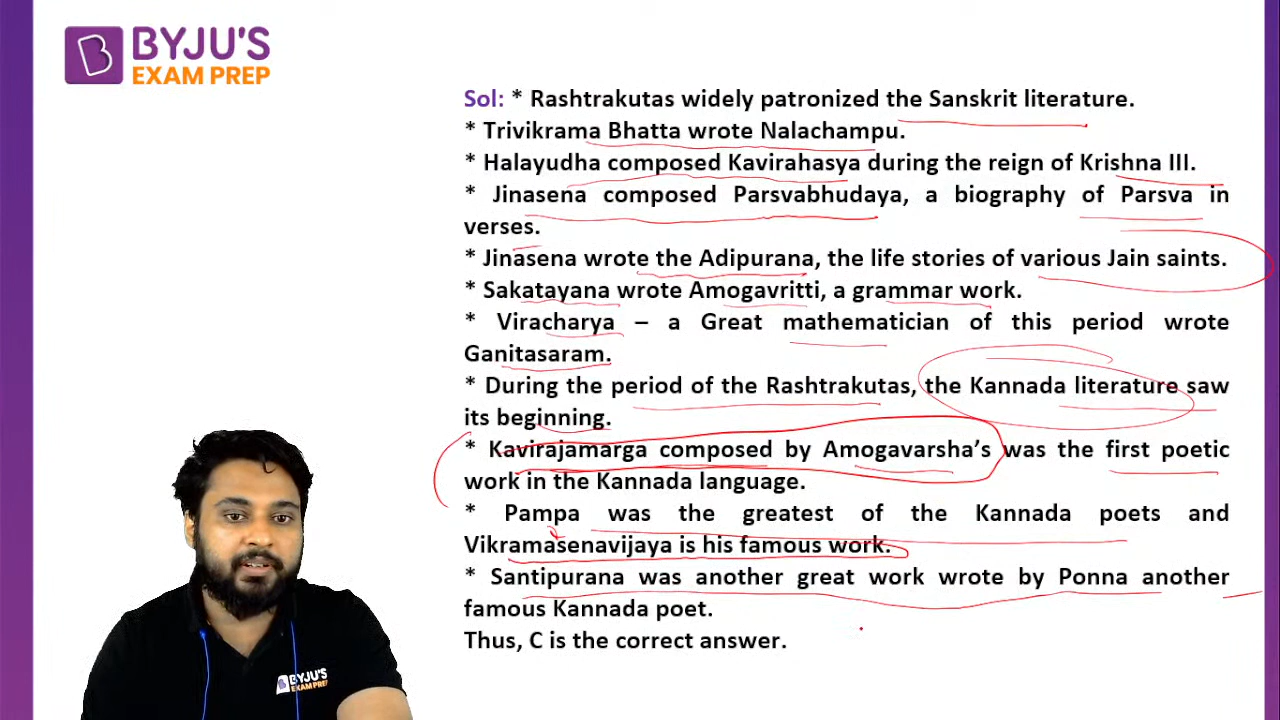 BYJU'S
EXAM PREP
Sol: * Rashtrakutas widely patronized the Sanskrit literature.
* Trivikrama Bhatta wrote Nalachampu.
* Halayudha composed Kavirahasya during the reign of Krishna III.
* Jinasena composed Parsvabhudaya, a biography of Parsva in
verses.
* Jinasena wrote the Adipurana, the life stories of various Jain saints.
* Sakatayana wrote Amogavritti, a grammar work.
* Viracharya – a Great mathematician of this period wrote
Ganitasaram.
* During the period of the Rashtrakutas, the Kannada literature saw
its beginning.
* Kavirajamarga composed by Amogavarsha's was the first poetic
work in the Kannada language.
* Pampa was the greatest of the Kannada poets and
Vikramasenavijaya is his famous work.
* Santipurana was another great work wrote by Ponna another
famous Kannada poet.
Thus, C is the correct answer.
BYJU'S
EXAM PREP